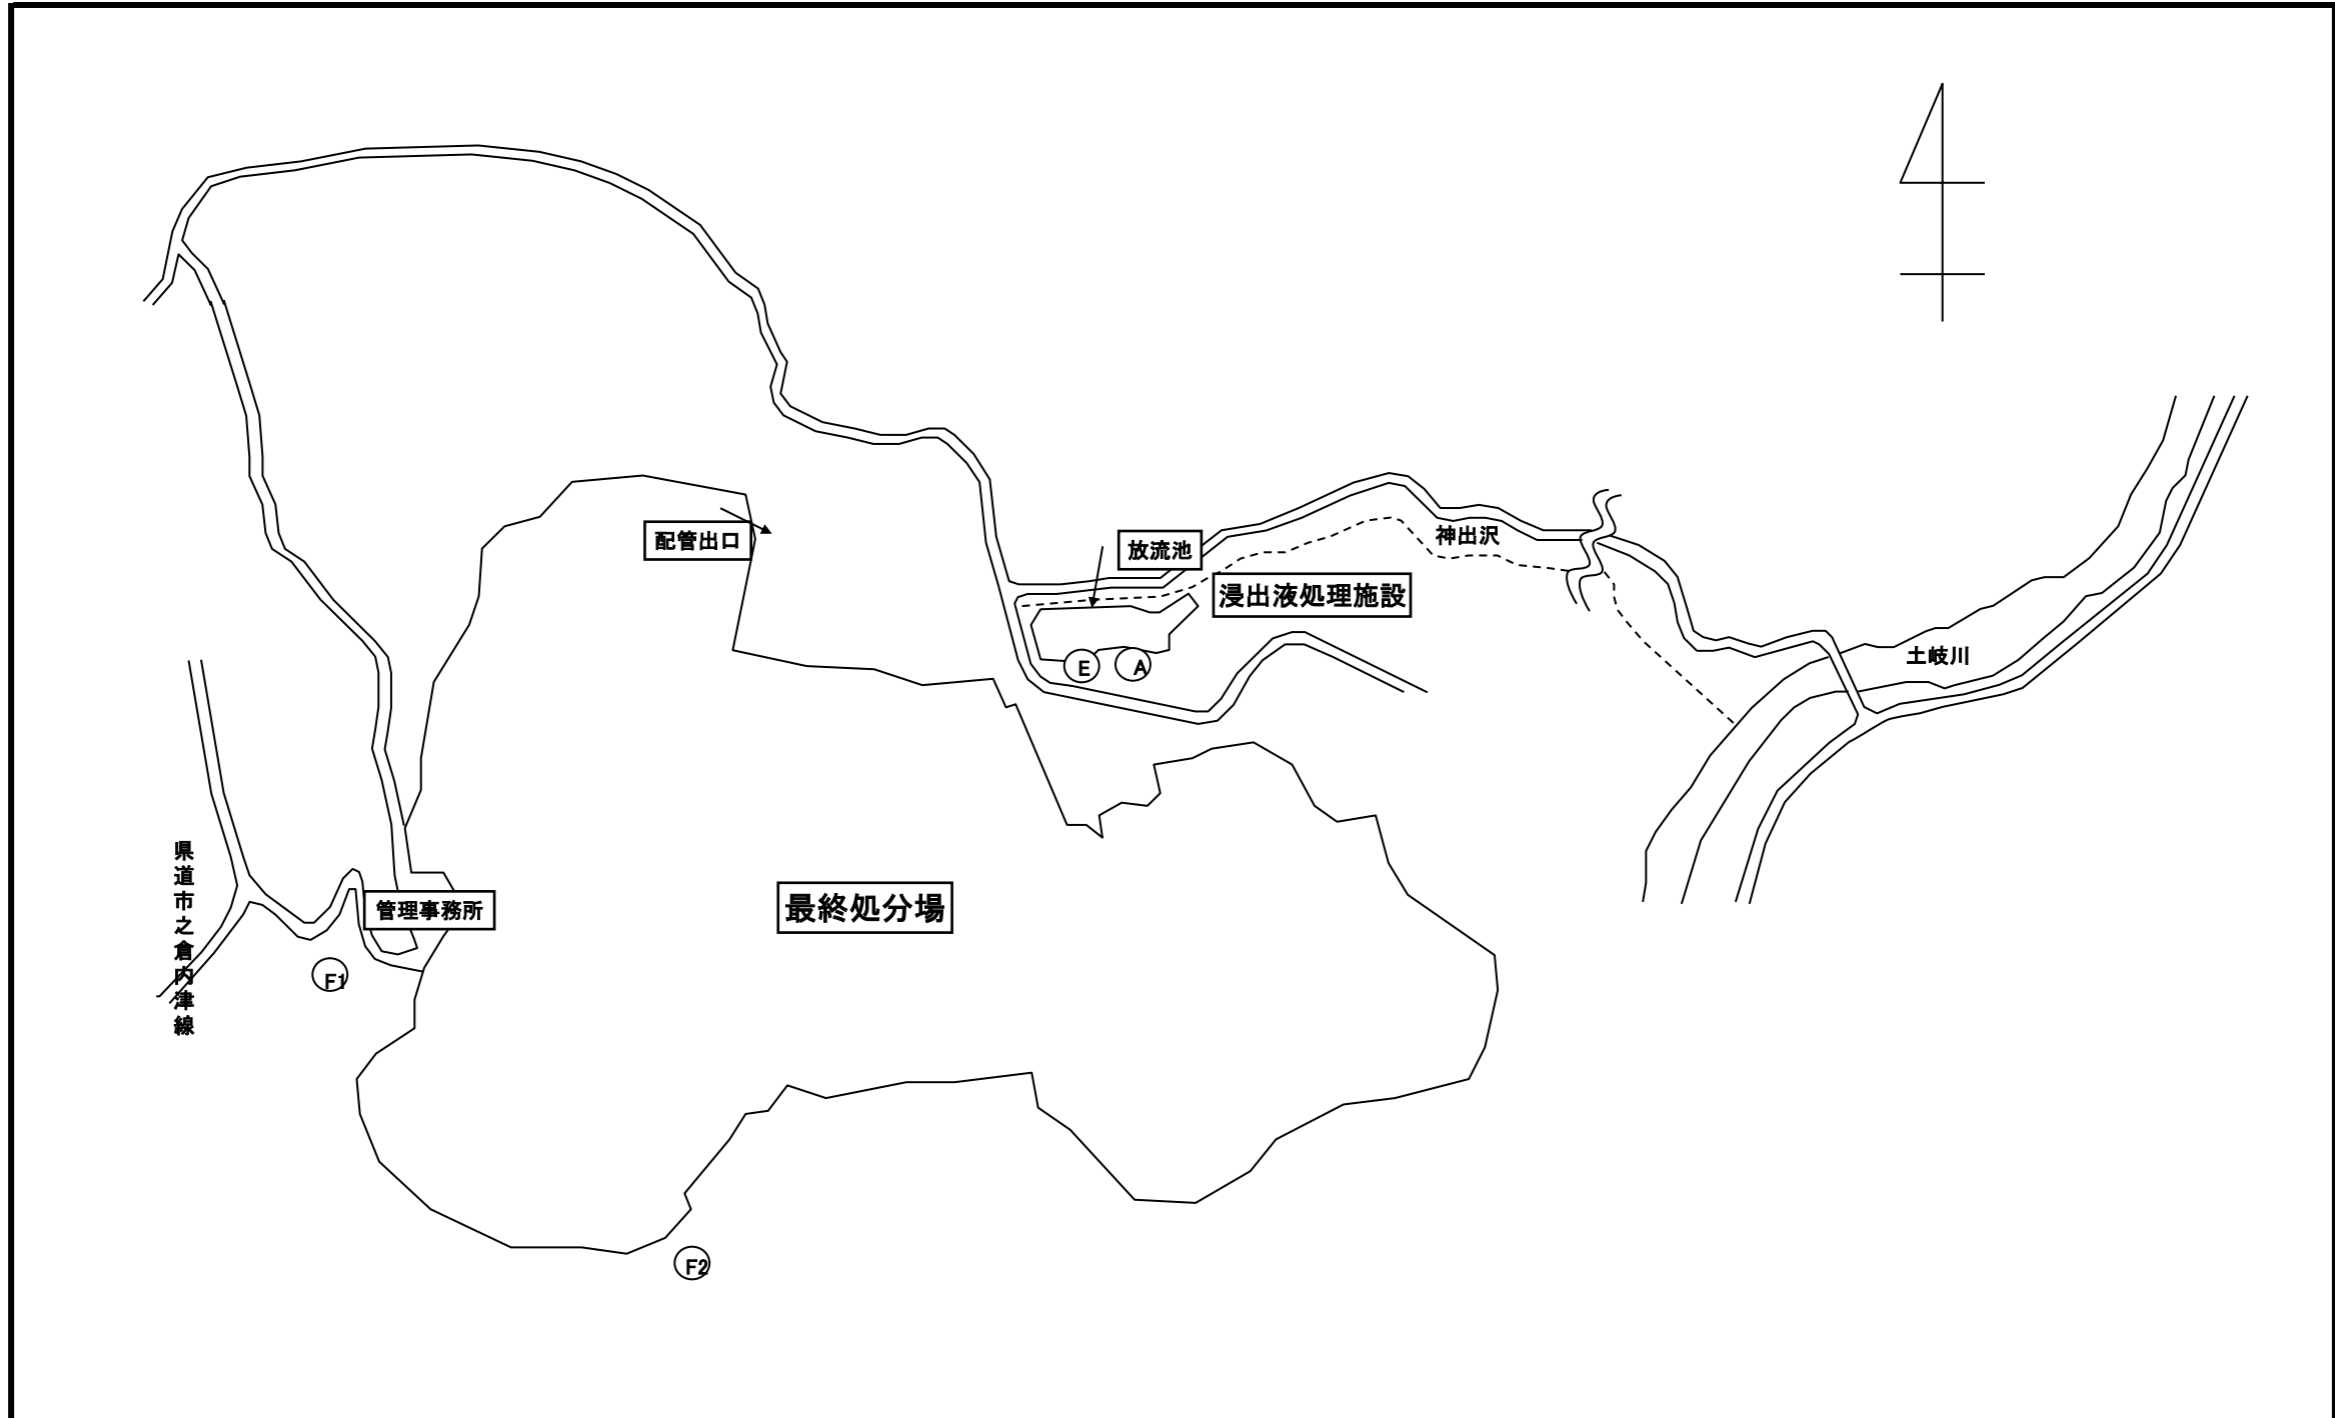 神出沢
配管出口
放流池
浸出液処理施設
土岐川
E
A
県道市之倉内津線
管理事務所
最終処分場
F1
F2